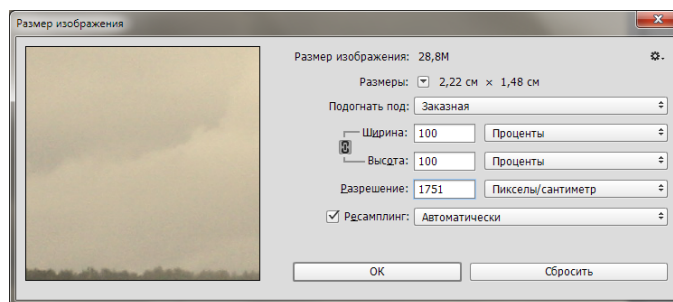 Размер изображения
Размер изображения: 28,8M
Размеры: 2,22 см × 1,48 см
Подогнать под: Заказная
Ширина: 100 Проценты
Высота: 100 Проценты
Разрешение: 1751 Пикселы/сантиметр
Ресамплинг: Автоматически
ОК Сбросить